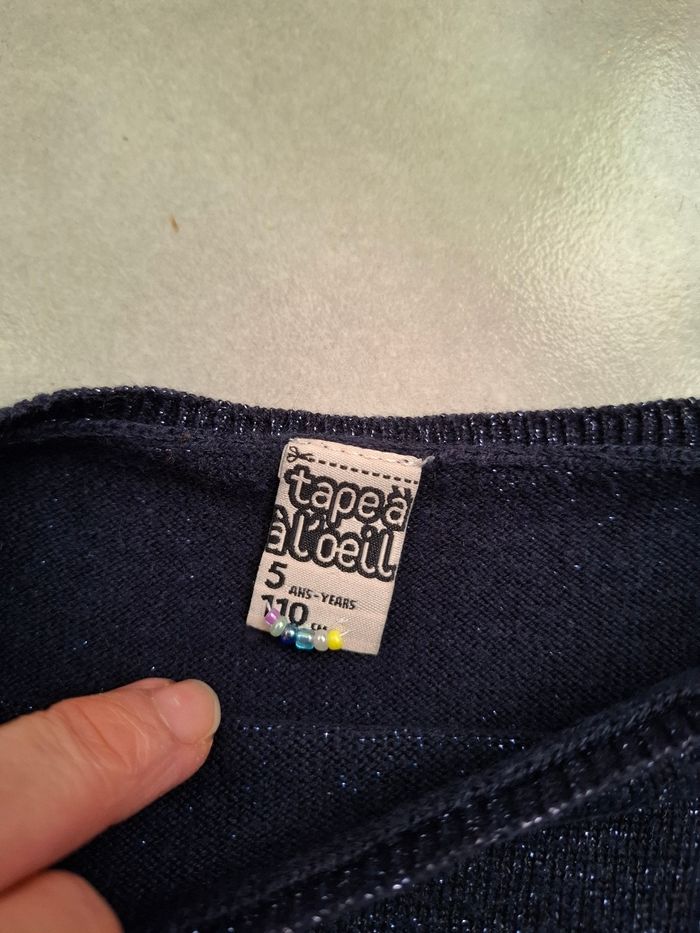 tape à
à l'oeil
5 ANS-YEARS
110 CM